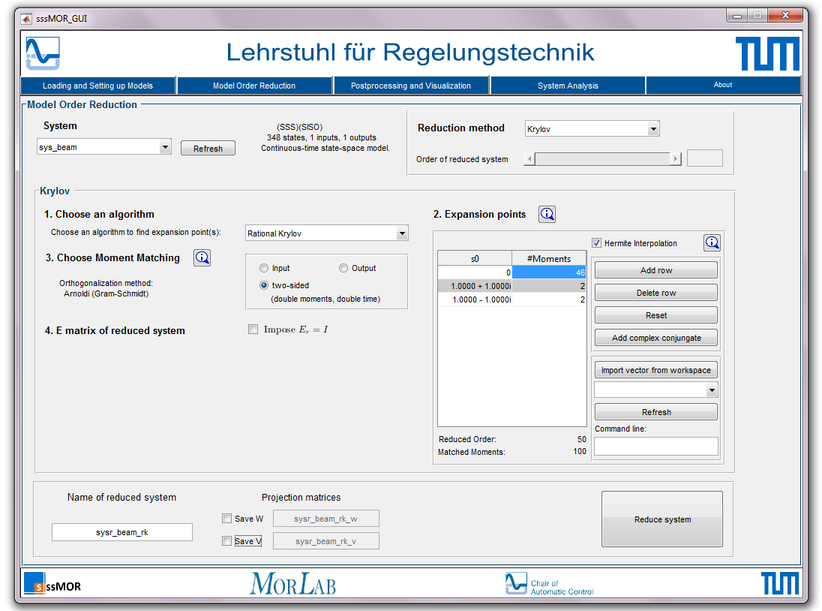 sssMOR_GUI
Lehrstuhl für Regelungstechnik
TUM
Loading and Setting up Models
Model Order Reduction
Postprocessing and Visualization
System Analysis
About
Model Order Reduction
System
sys_beam
Refresh
(SSS)(SISO)
348 states, 1 inputs, 1 outputs
Continuous-time state-space model.
Reduction method
Krylov
Order of reduced system
Krylov
1. Choose an algorithm
Choose an algorithm to find expansion point(s):
Rational Krylov
3. Choose Moment Matching
Orthogonalization method:
Arnoldi (Gram-Schmidt)
Input
Output
two-sided
(double moments, double time)
4. E matrix of reduced system
Impose E_r = I
2. Expansion points
s0 #Moments
0 46
1.0000 + 1.0000i 2
1.0000 - 1.0000i 2
Reduced Order: 50
Matched Moments: 100
Hermite Interpolation
Add row
Delete row
Reset
Add complex conjungate
Import vector from workspace
Refresh
Command line:
Name of reduced system
sysr_beam_rk
Projection matrices
Save W
sysr_beam_rk_w
Save V
sysr_beam_rk_v
Reduce system
sssMOR
MORLAB
Chair of
Automatic Control
TUM